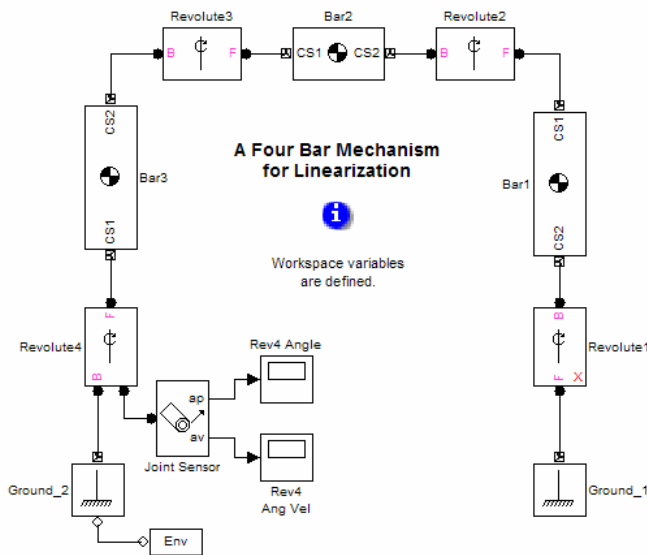 Revolute3
Bar2
Revolute2
B
F
CS1
CS2
B
F
CS2
CS1
Bar3
A Four Bar Mechanism
for Linearization
i
Workspace variables
are defined.
CS1
CS2
Bar1
F
B
Revolute4
Rev4 Angle
ap
av
Joint Sensor
Rev4
Ang Vel
B
F
X
Revolute1
Ground_2
Env
Ground_1